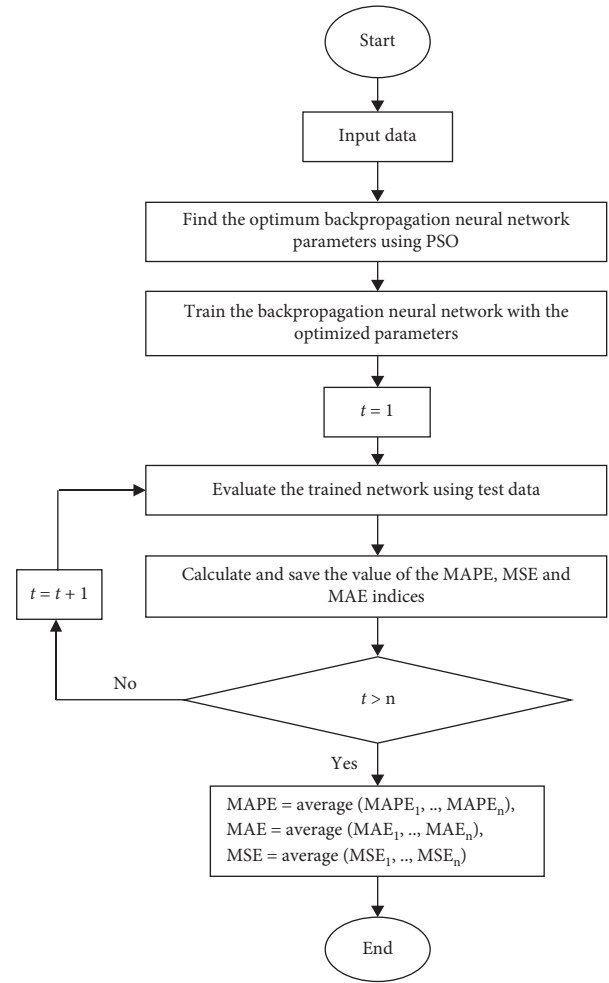 Start
Input data
Find the optimum backpropagation neural network
parameters using PSO
Train the backpropagation neural network with the
optimized parameters
t = 1
Evaluate the trained network using test data
Calculate and save the value of the MAPE, MSE and
MAE indices
t = t + 1
t > n
No
Yes
MAPE = average (MAPE₁, .., MAPEₙ),
MAE = average (MAE₁, .., MAEₙ),
MSE = average (MSE₁, .., MSEₙ)
End